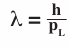 λ = h / p_L